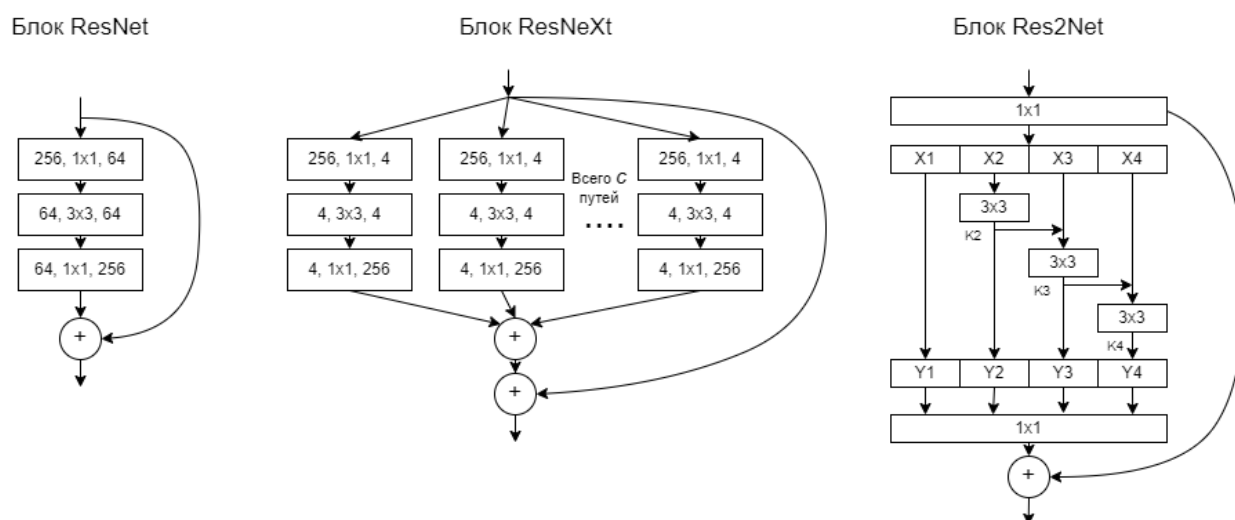 Блок ResNet
256, 1x1, 64
64, 3x3, 64
64, 1x1, 256
+
Блок ResNeXt
256, 1x1, 4
256, 1x1, 4
256, 1x1, 4
4, 3x3, 4
4, 3x3, 4
Всего C
путей
....
4, 3x3, 4
4, 1x1, 256
4, 1x1, 256
4, 1x1, 256
+
+
Блок Res2Net
1x1
X1 X2 X3 X4
3x3
K2
3x3
K3
3x3
K4
Y1 Y2 Y3 Y4
1x1
+